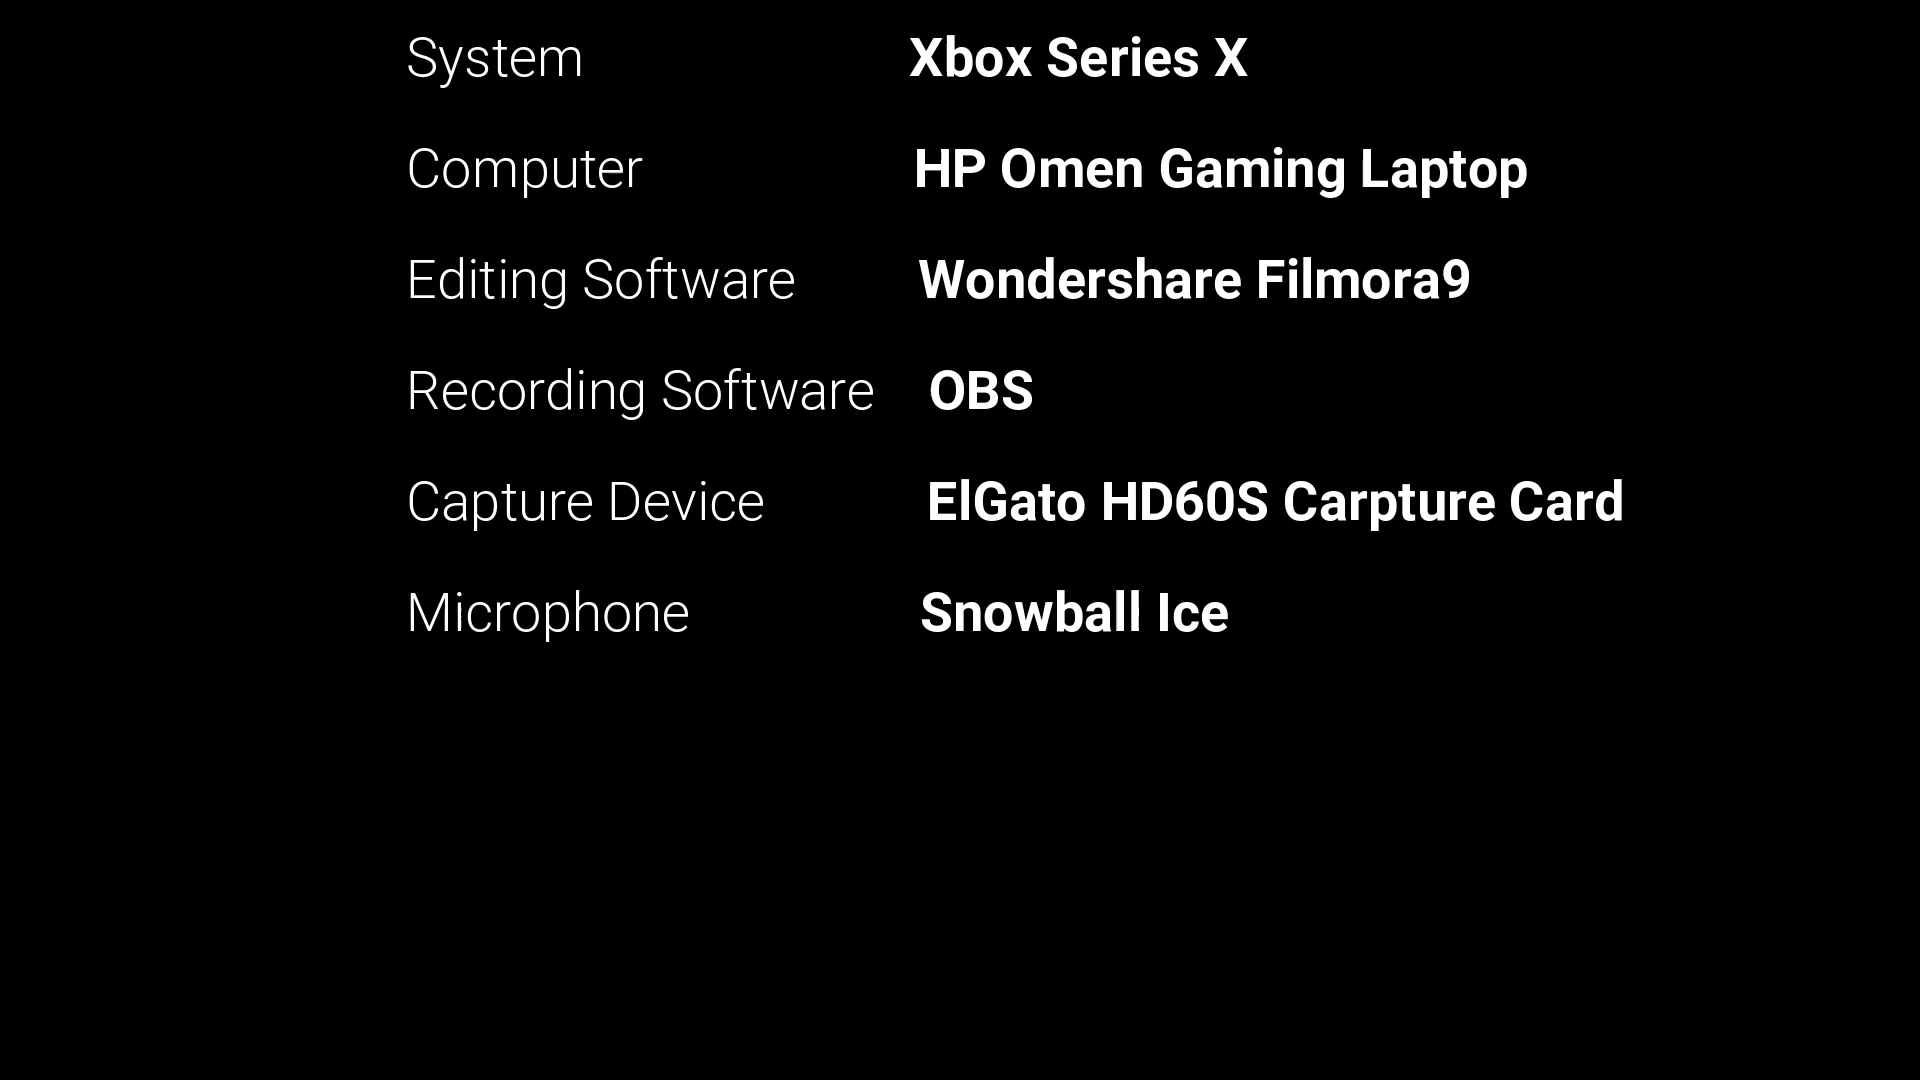 System Xbox Series X
Computer HP Omen Gaming Laptop
Editing Software Wondershare Filmora9
Recording Software OBS
Capture Device ElGato HD60S Carpture Card
Microphone Snowball Ice